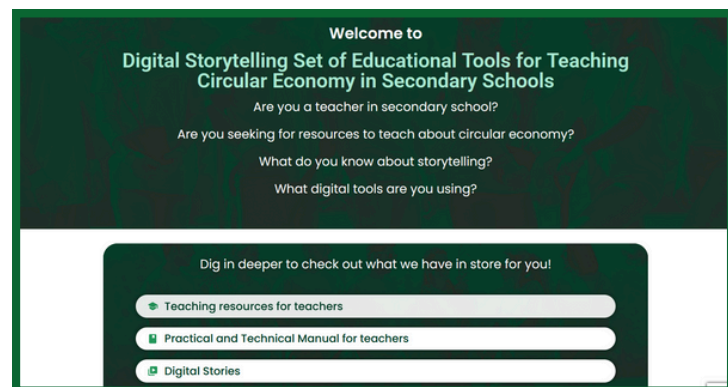 Welcome to
Digital Storytelling Set of Educational Tools for Teaching
Circular Economy in Secondary Schools
Are you a teacher in secondary school?
Are you seeking for resources to teach about circular economy?
What do you know about storytelling?
What digital tools are you using?
Dig in deeper to check out what we have in store for you!
Teaching resources for teachers
Practical and Technical Manual for teachers
Digital Stories